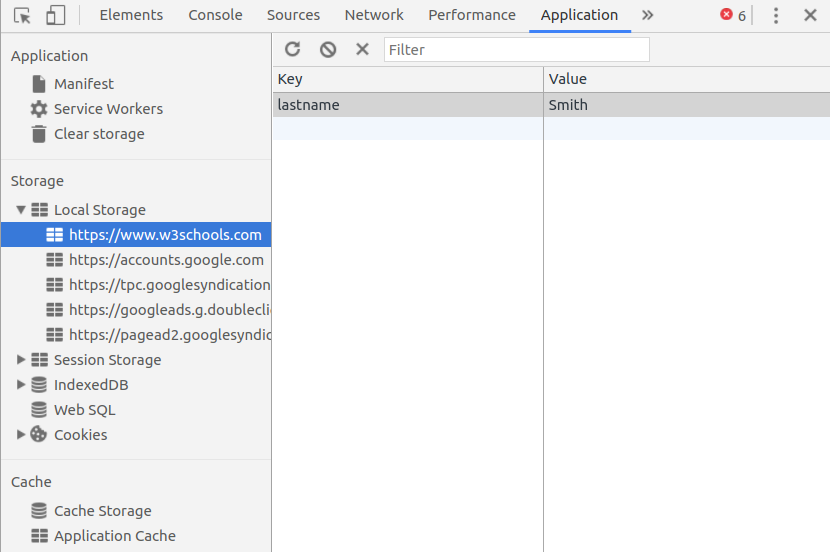 Elements Console Sources Network Performance Application » 6
Application
Manifest
Service Workers
Clear storage
Storage
Local Storage
https://www.w3schools.com
https://accounts.google.com
https://tpc.googlesyndication
https://googleads.g.doublecli
https://pagead2.googlesyndic
Session Storage
IndexedDB
Web SQL
Cookies
Cache
Cache Storage
Application Cache
Filter
Key Value
lastname Smith